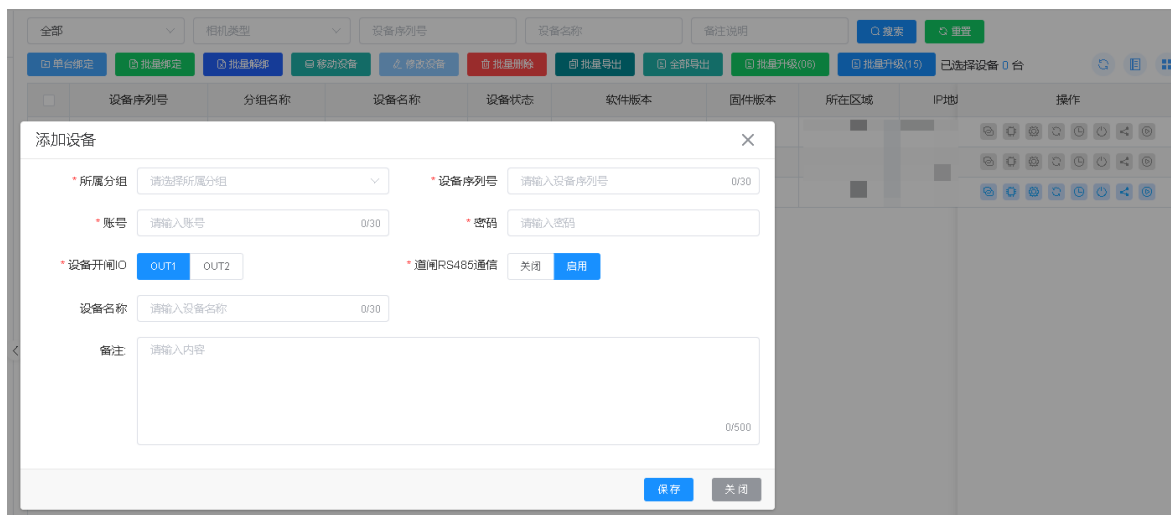 全部 相机类型 设备序列号 设备名称 备注说明 搜索 重置
单台绑定 批量绑定 批量解绑 移动设备 修改设备 批量删除 批量导出 全部导出 批量升级(06) 批量升级(15) 已选择设备 0 台
设备序列号 分组名称 设备名称 设备状态 软件版本 固件版本 所在区域 IP地 操作
添加设备
* 所属分组 请选择所属分组 * 设备序列号 请输入设备序列号 0/30
* 账号 请输入账号 0/30 * 密码 请输入密码
* 设备开闸IO OUT1 OUT2 * 道闸RS485通信 关闭 启用
设备名称 请输入设备名称 0/30
备注: 请输入内容
0/500
保存 关闭